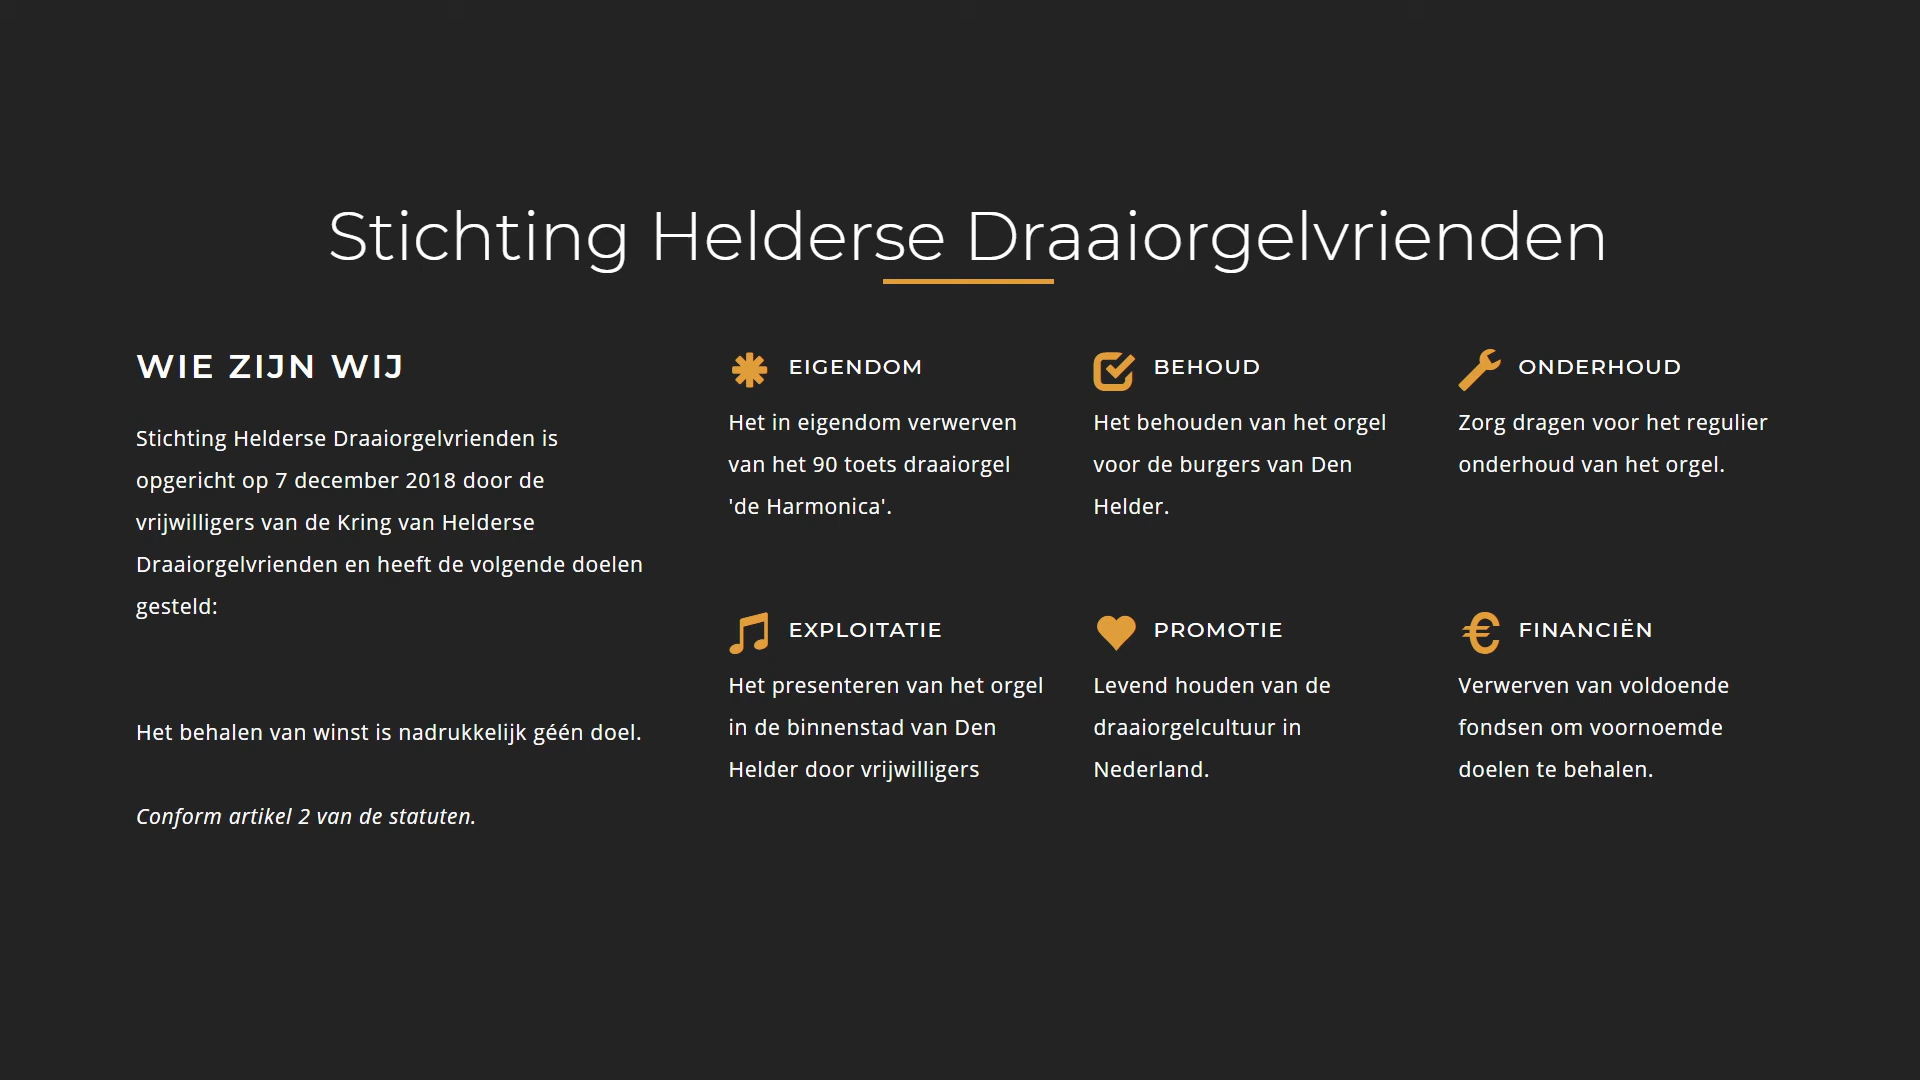 Stichting Helderse Draaiorgelvrienden
WIE ZIJN WIJ
Stichting Helderse Draaiorgelvrienden is
opgericht op 7 december 2018 door de
vrijwilligers van de Kring van Helderse
Draaiorgelvrienden en heeft de volgende doelen
gesteld:
Het behalen van winst is nadrukkelijk géén doel.
Conform artikel 2 van de statuten.
EIGENDOM
Het in eigendom verwerven
van het 90 toets draaiorgel
'de Harmonica'.
BEHOUD
Het behouden van het orgel
voor de burgers van Den
Helder.
ONDERHOUD
Zorg dragen voor het regulier
onderhoud van het orgel.
EXPLOITATIE
Het presenteren van het orgel
in de binnenstad van Den
Helder door vrijwilligers
PROMOTIE
Levend houden van de
draaiorgelcultuur in
Nederland.
FINANCIËN
Verwerven van voldoende
fondsen om voornoemde
doelen te behalen.